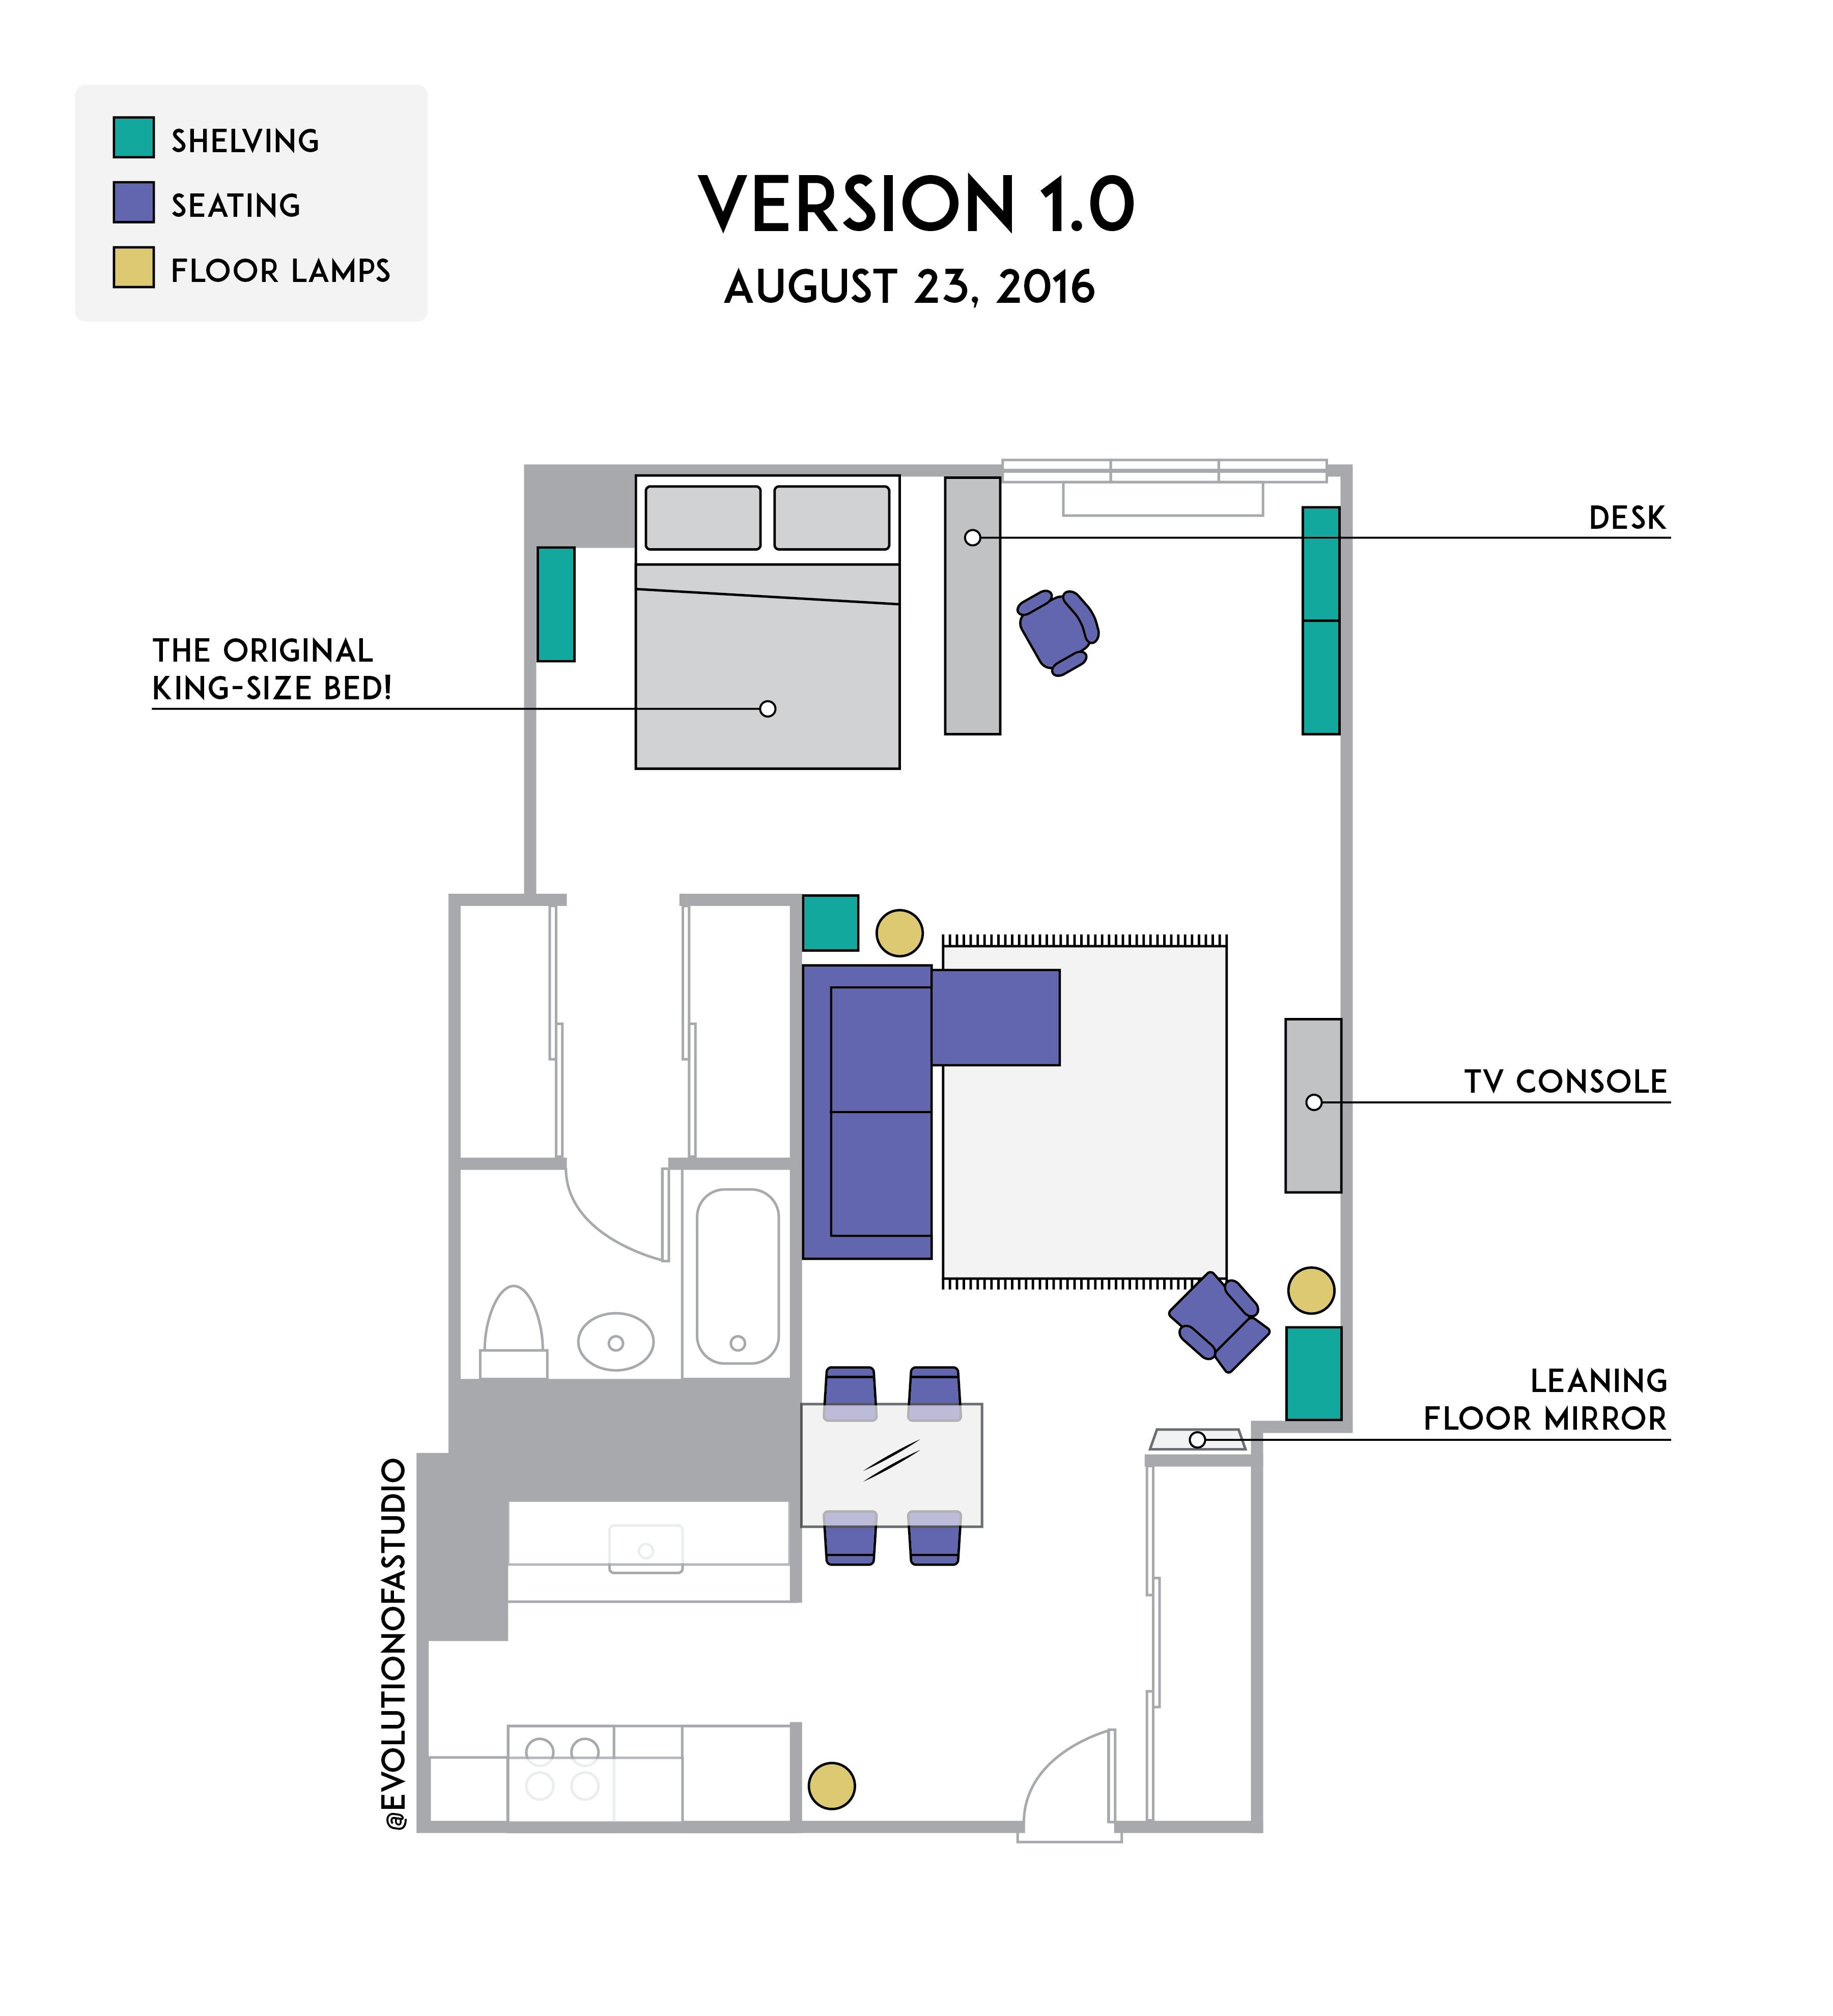 SHELVING
SEATING
FLOOR LAMPS
VERSION 1.0
AUGUST 23, 2016
DESK
THE ORIGINAL
KING-SIZE BED!
TV CONSOLE
LEANING
FLOOR MIRROR
@EVOLUTIONOFASTUDIO